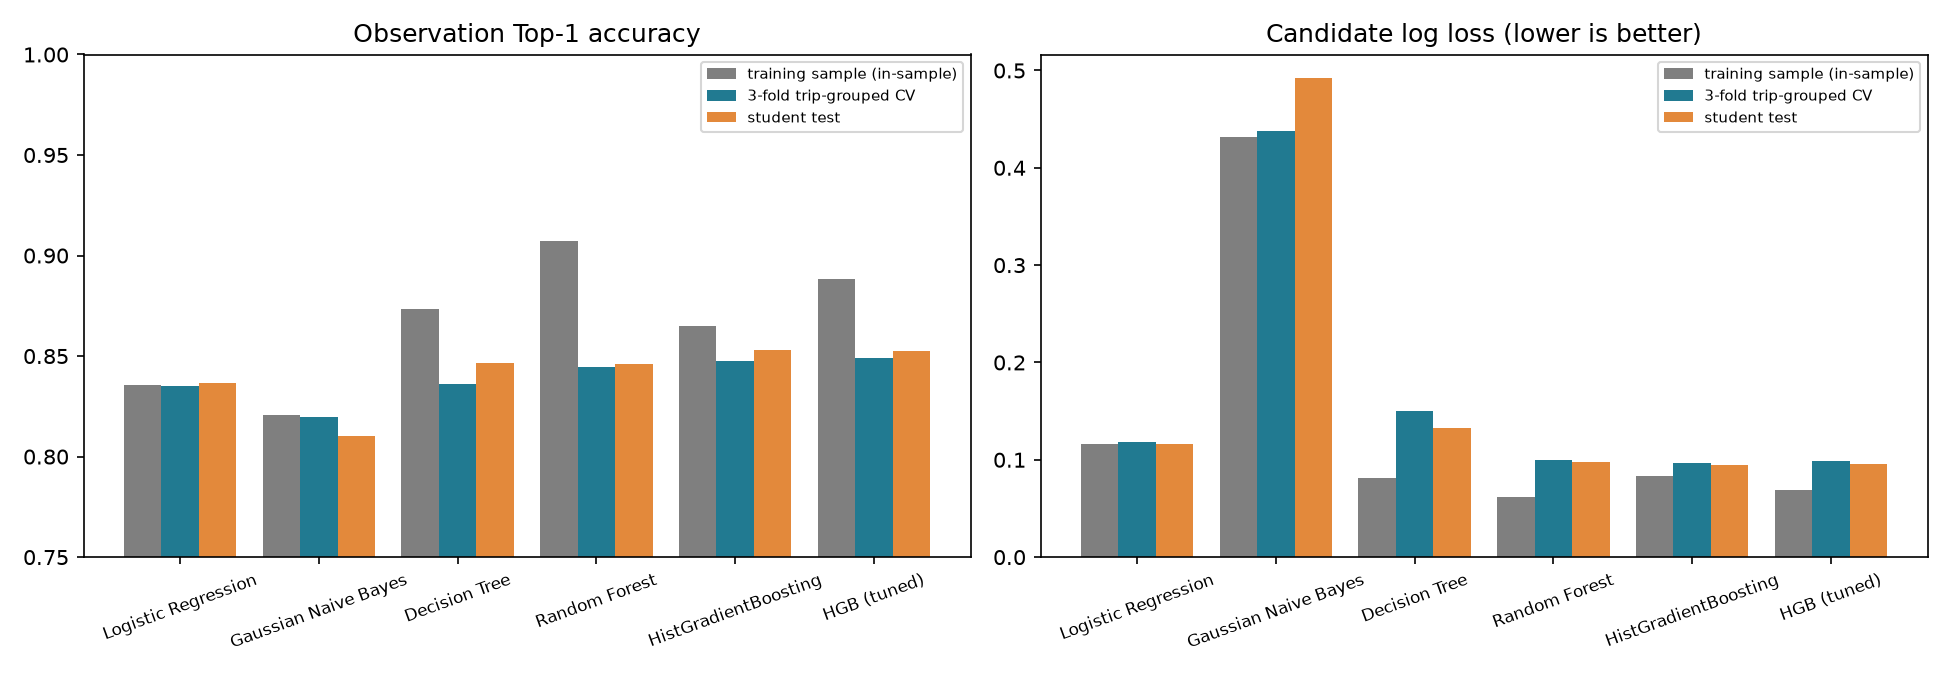 Observation Top-1 accuracy
1.00
0.95
0.90
0.85
0.80
0.75
training sample (in-sample)
3-fold trip-grouped CV
student test
Logistic Regression
Gaussian Naive Bayes
Decision Tree
Random Forest
HistGradientBoosting
HGB (tuned)
Candidate log loss (lower is better)
0.5
0.4
0.3
0.2
0.1
0.0
training sample (in-sample)
3-fold trip-grouped CV
student test
Logistic Regression
Gaussian Naive Bayes
Decision Tree
Random Forest
HistGradientBoosting
HGB (tuned)